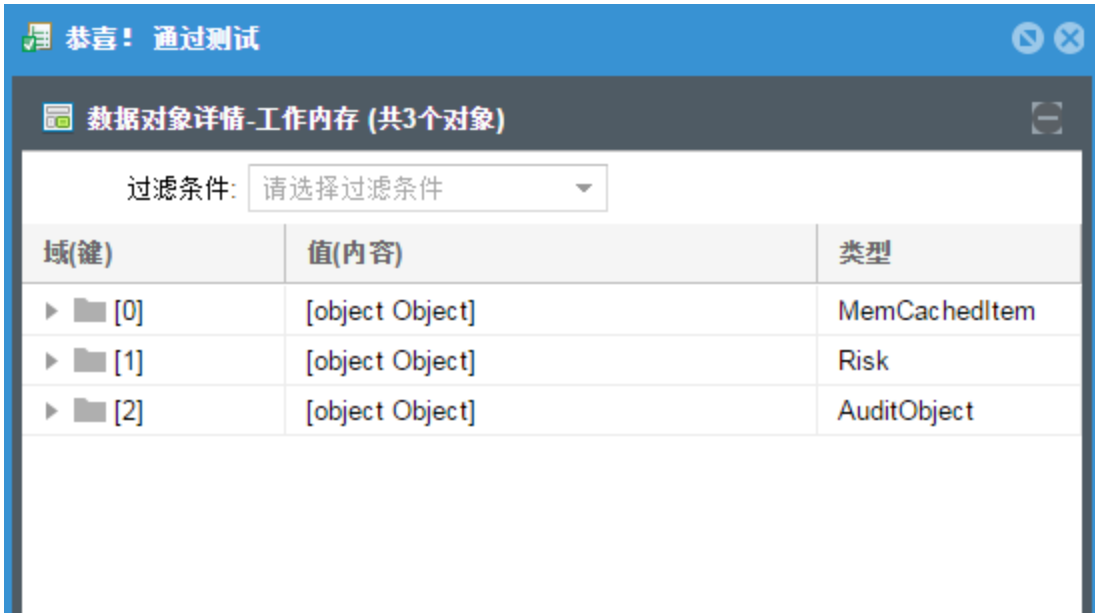 恭喜！ 通过测试
数据对象详情-工作内存 (共3个对象)
过滤条件: 请选择过滤条件
域(键) 值(内容) 类型
[0] [object Object] MemCachedItem
[1] [object Object] Risk
[2] [object Object] AuditObject